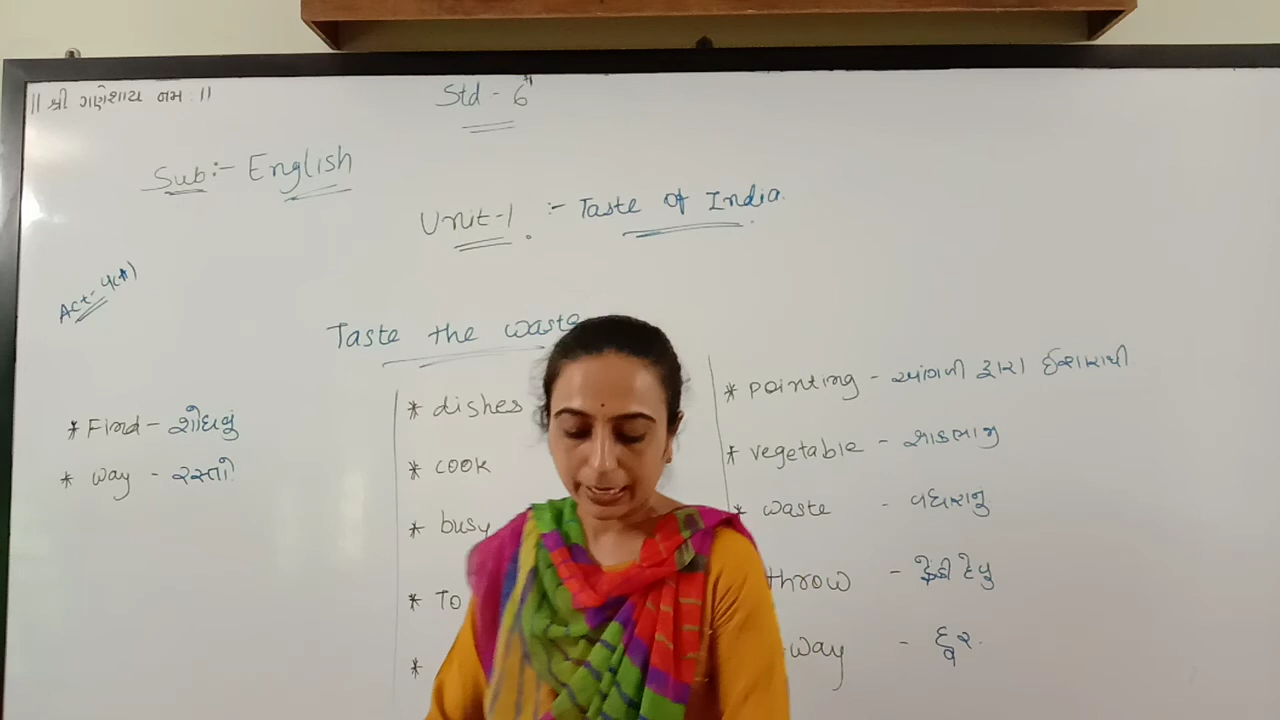 || શ્રી ગણેશાય નમ: ||
Std - 6th
Sub:- English
Unit-1 :- Taste of India.
Act- 4(A)
Taste the waste
* Find - શોધવું
* way - રસ્તો
* dishes
* cook
* busy
* To
*
* pointing - આંગળી દ્વારા ઈશારાથી
* vegetable - શાકભાજી
* waste - વધારાનું
throw - ફેંકી દેવુ
way - દૂર.